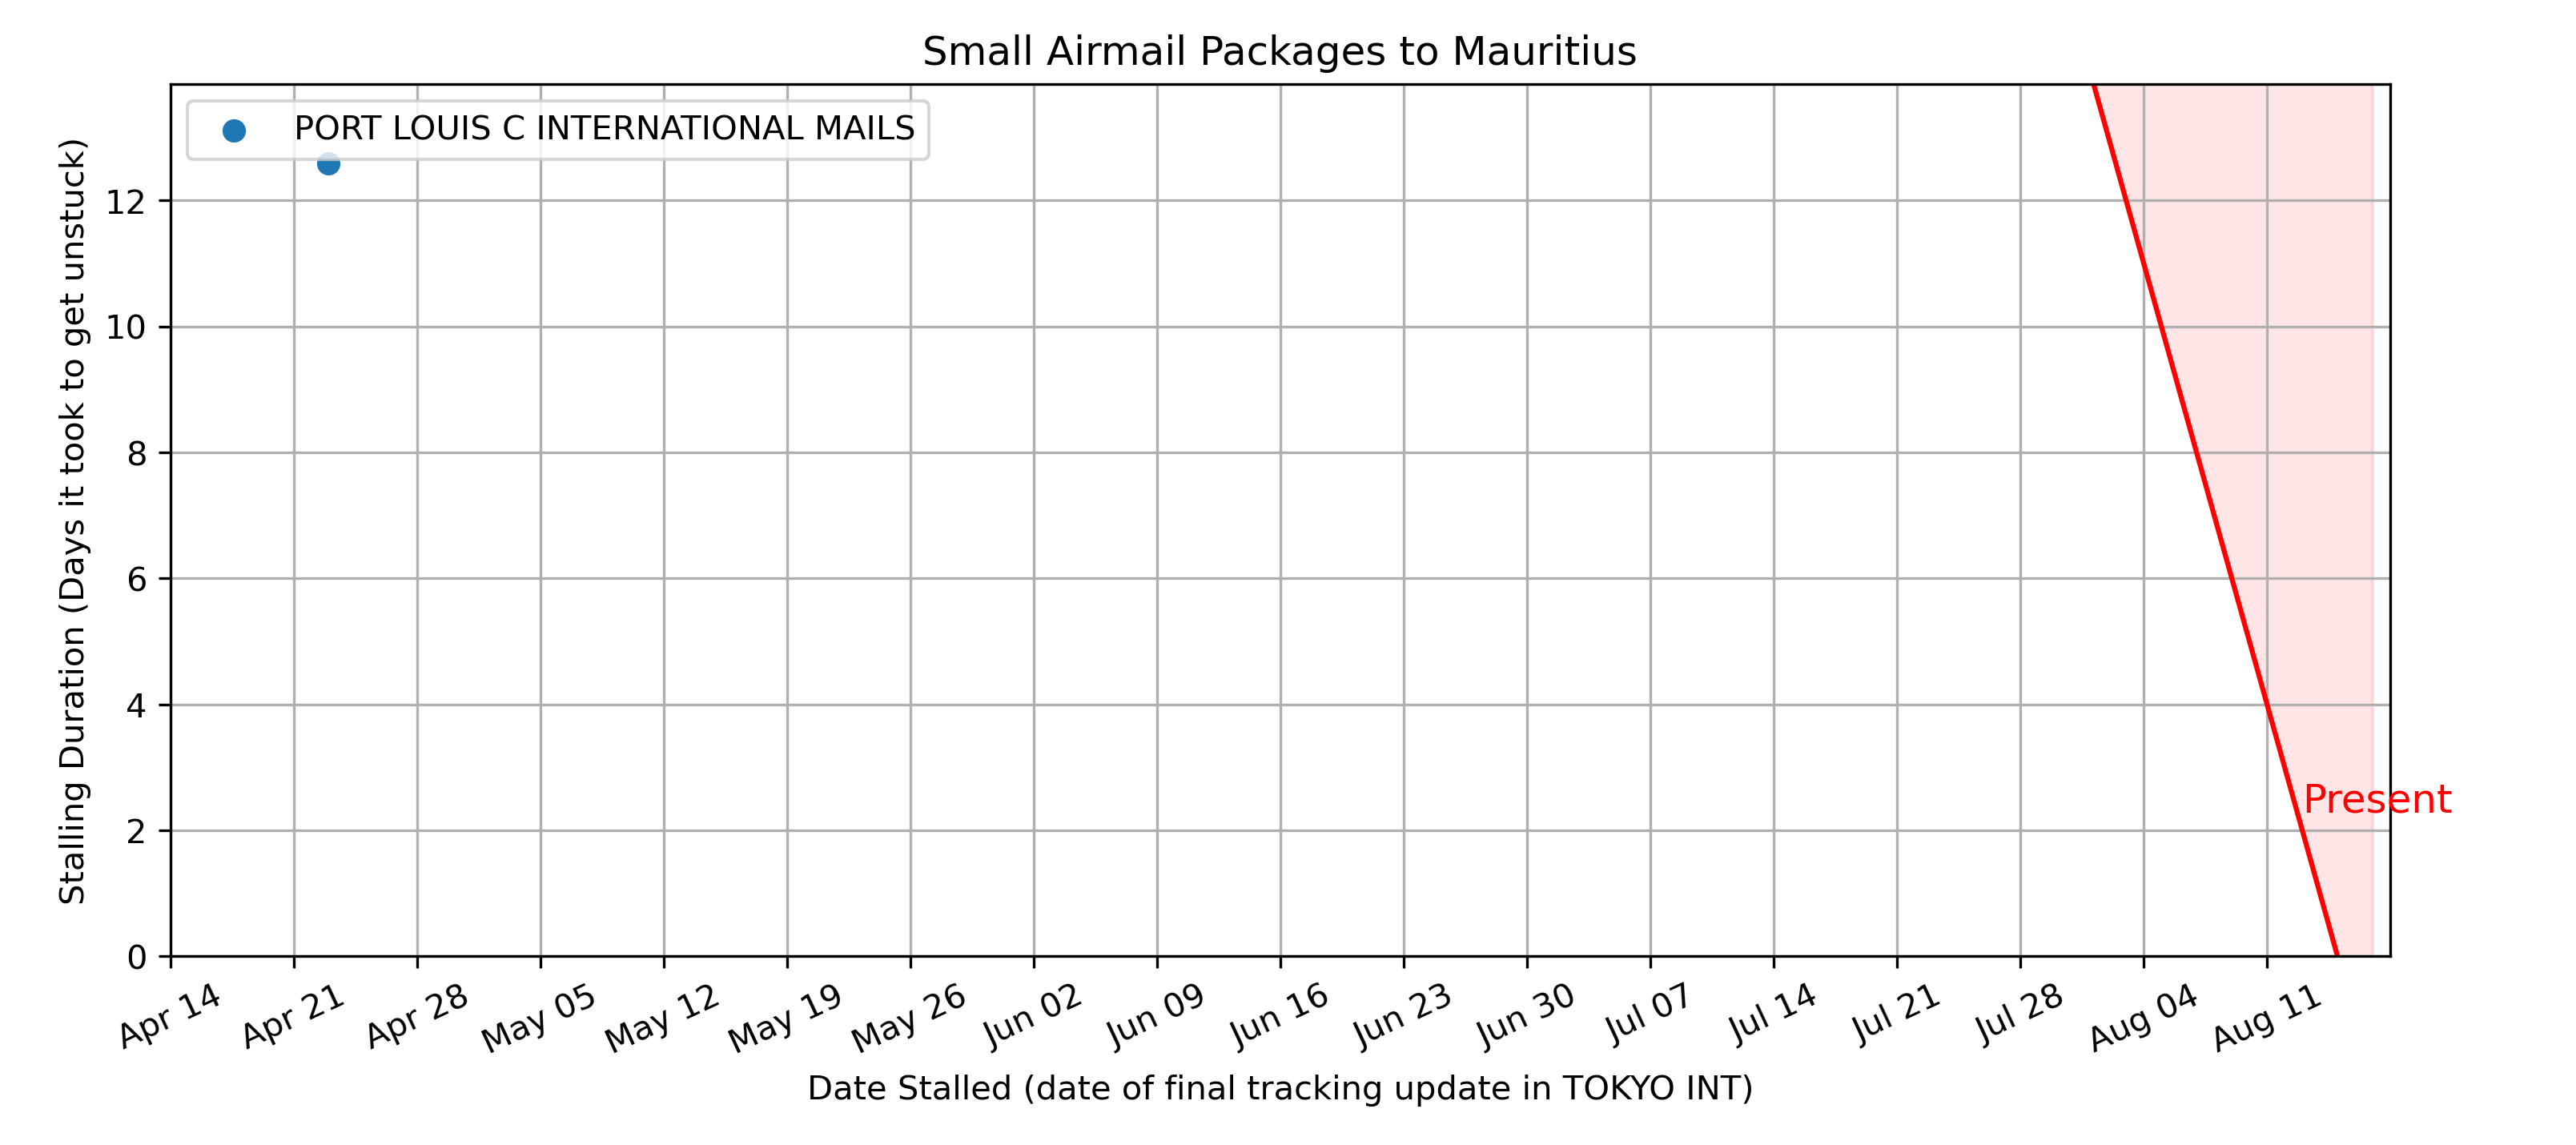 Small Airmail Packages to Mauritius
PORT LOUIS C INTERNATIONAL MAILS
Stalling Duration (Days it took to get unstuck)
12
10
8
6
4
2
0
Present
Apr 14
Apr 21
Apr 28
May 05
May 12
May 19
May 26
Jun 02
Jun 09
Jun 16
Jun 23
Jun 30
Jul 07
Jul 14
Jul 21
Jul 28
Aug 04
Aug 11
Date Stalled (date of final tracking update in TOKYO INT)